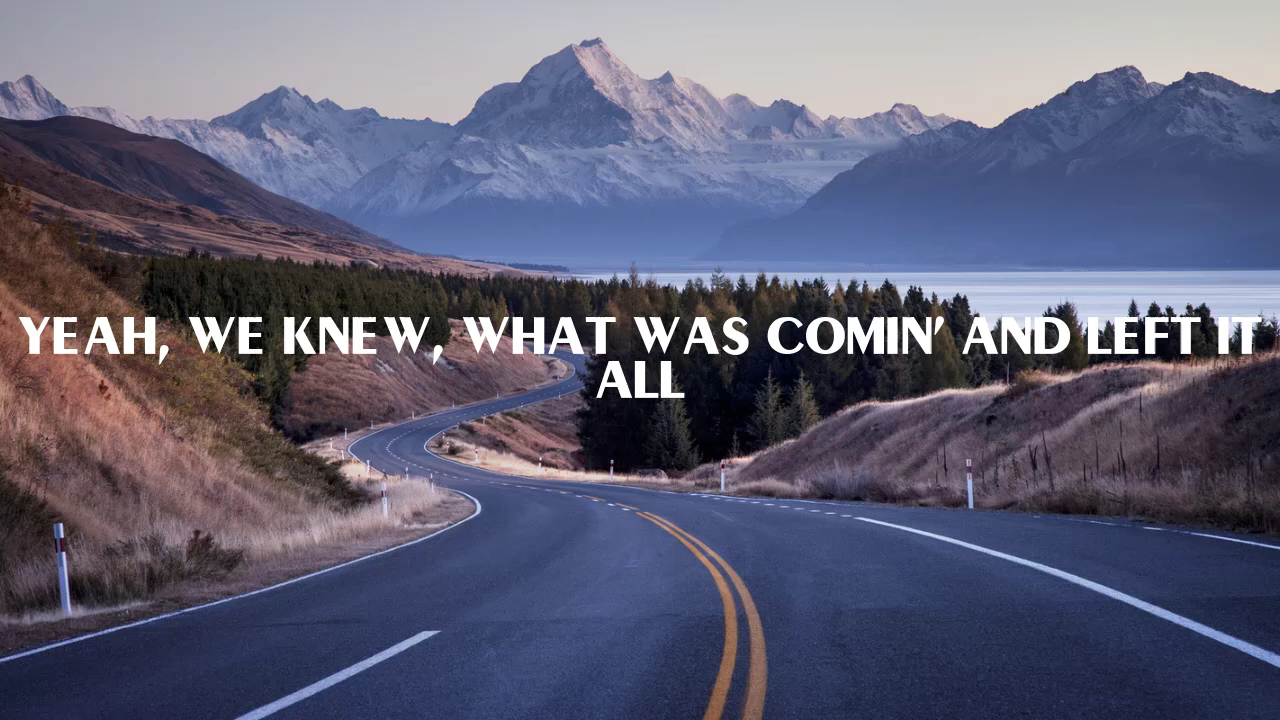 YEAH, WE KNEW, WHAT WAS COMIN' AND LEFT IT
ALL